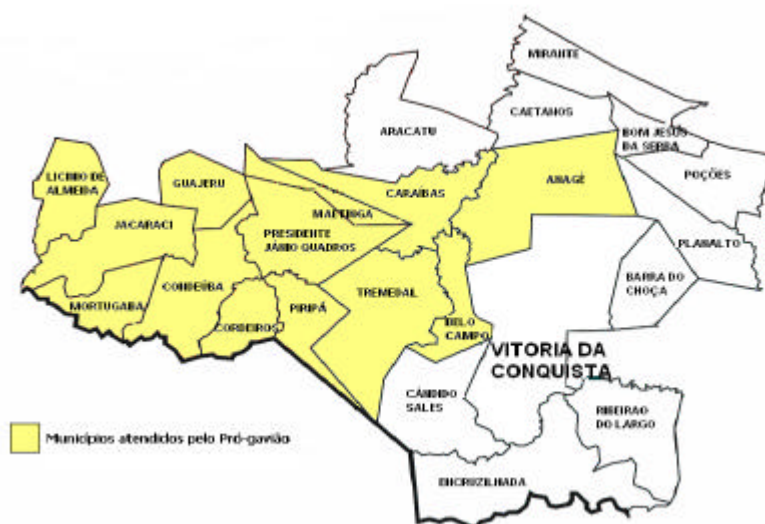 MIRANTE
CAETANOS
ARACATU
BOM JESUS
DA SERRA
LICINIO DE
ALMEIDA
GUAJERU
CARAÍBAS
ANAGÉ
POÇÕES
MAETINGA
JACARACI
PRESIDENTE
JÂNIO QUADROS
PLANALTO
BARRA DO
CHOÇA
CONDEÚBA
TREMEDAL
MORTUGABA
PIRIPÁ
CORDEIROS
BELO
CAMPO
VITORIA DA
CONQUISTA
CÂNDIDO
SALES
RIBEIRAO
DO LARGO
Municípios atendidos pelo Pró-gavião
ENCRUZILHADA